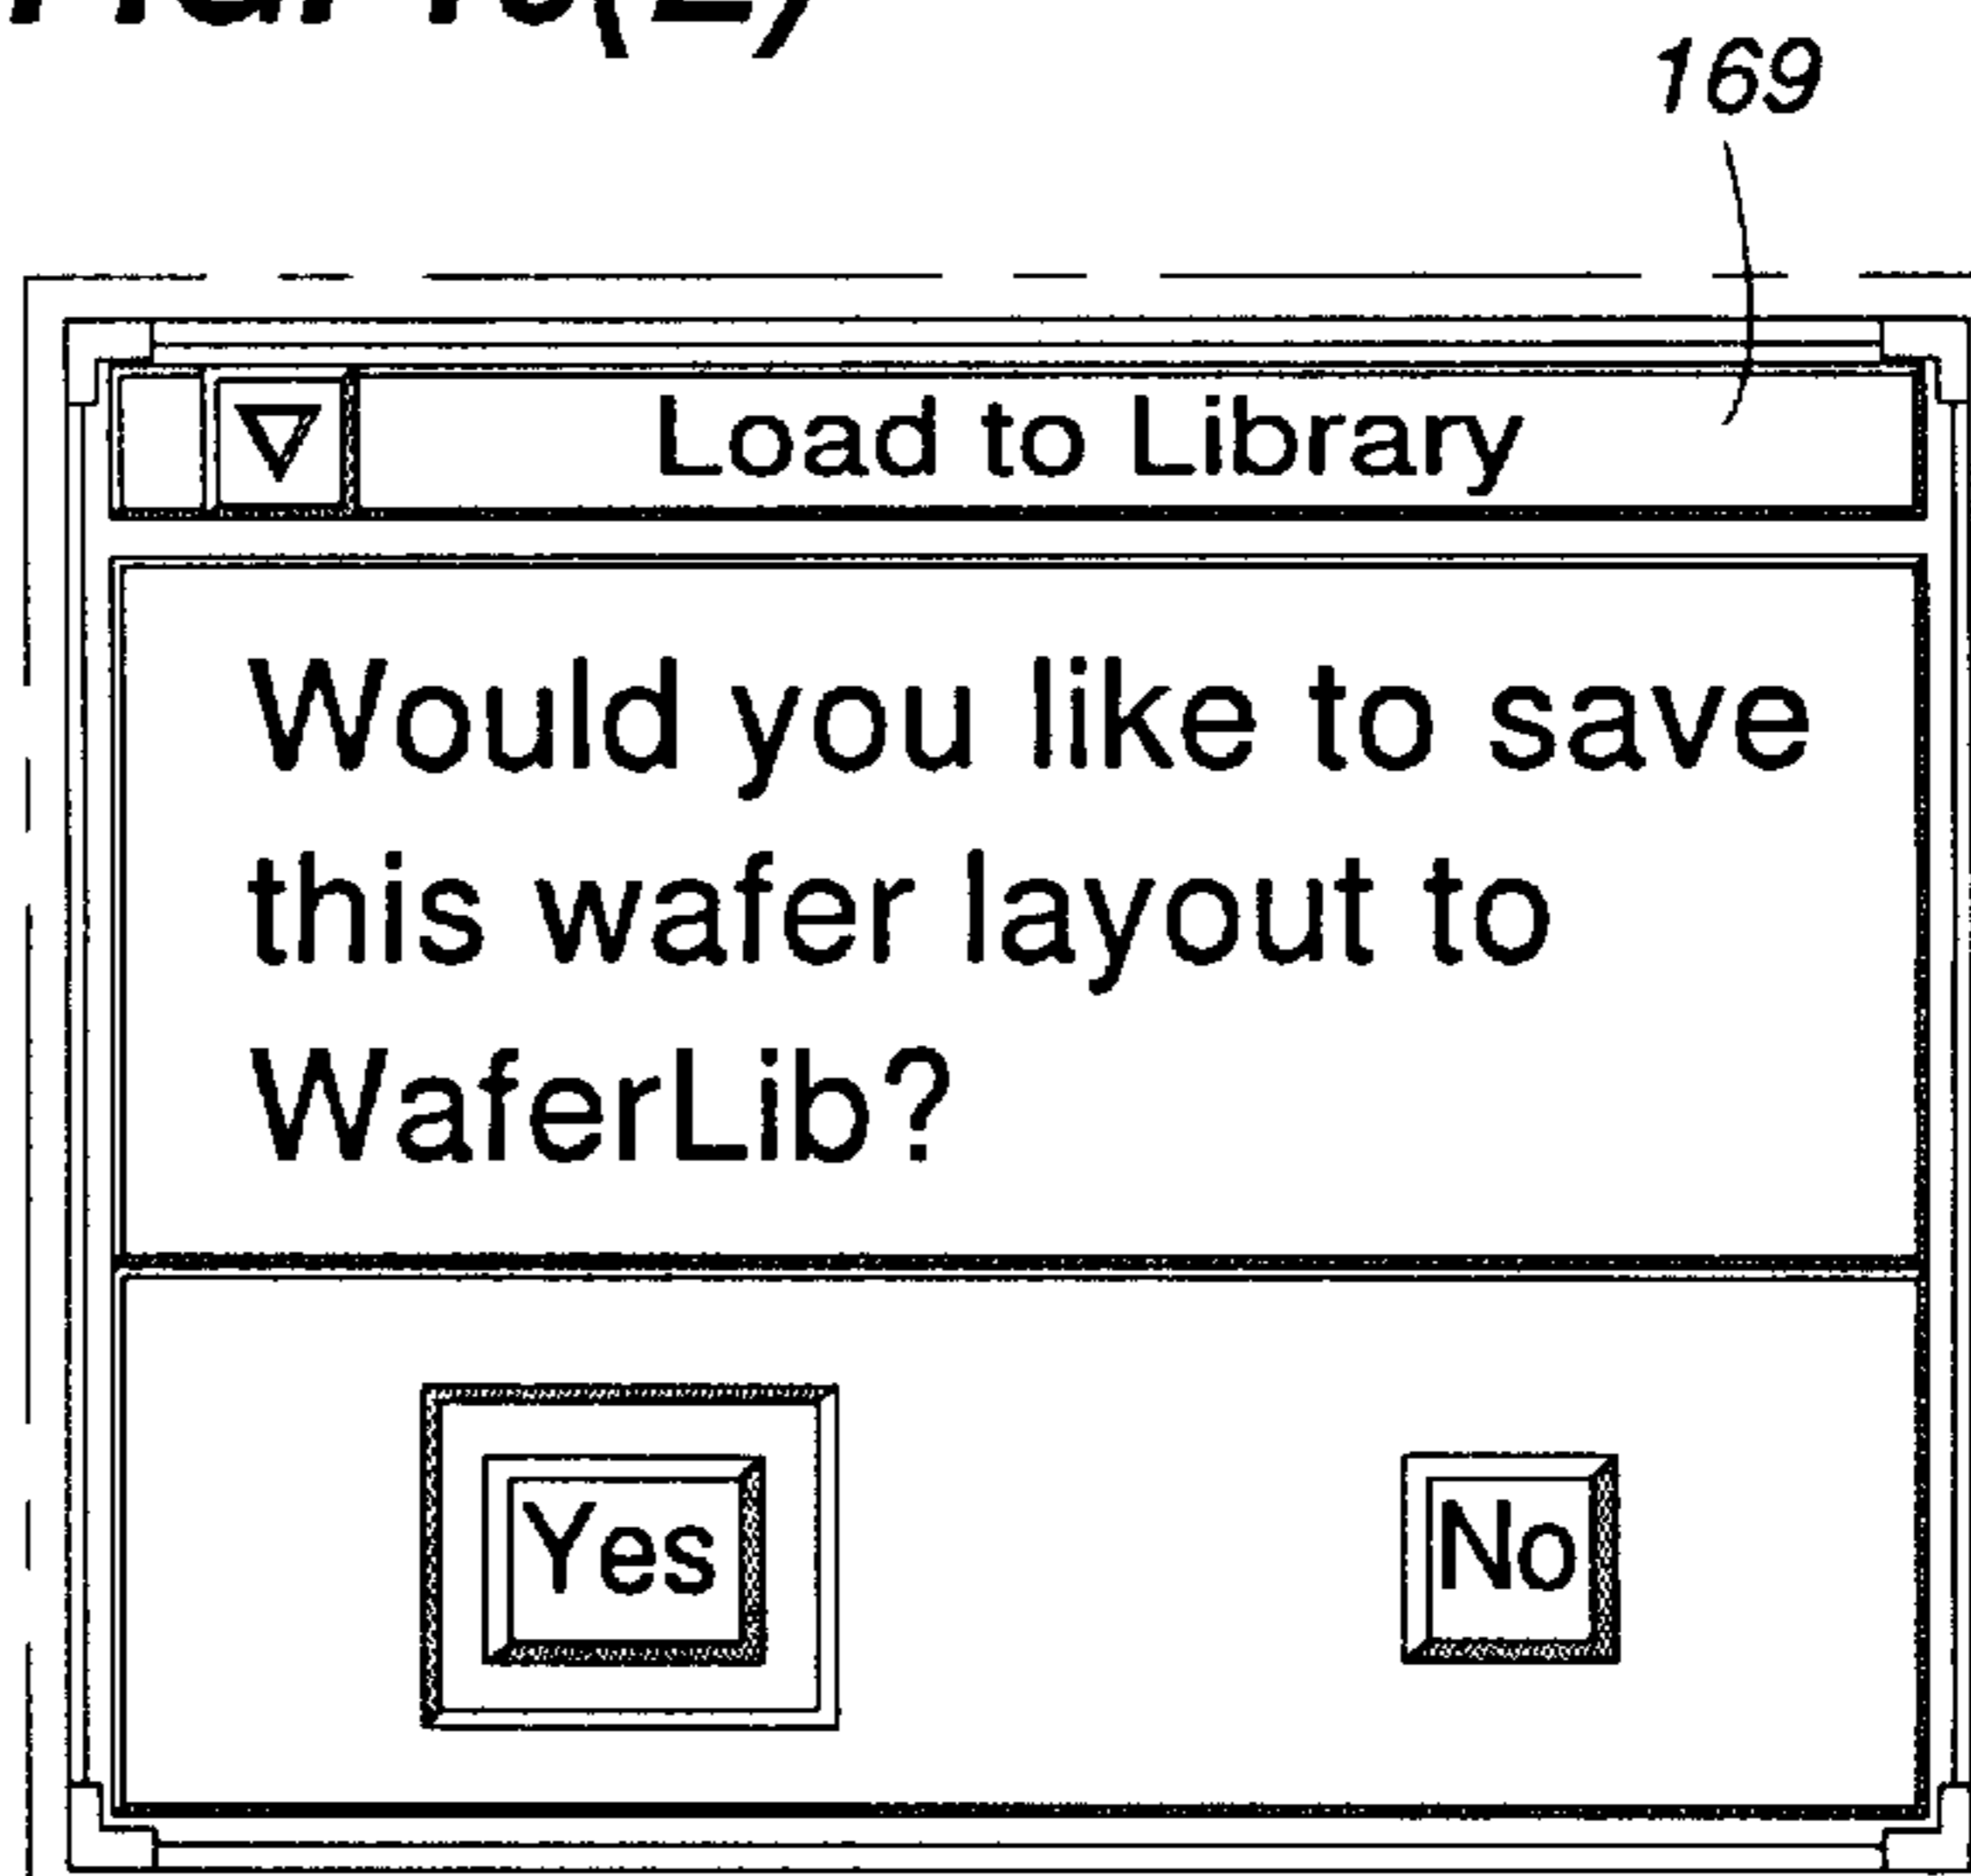 169
Load to Library
Would you like to save
this wafer layout to
WaferLib?
Yes
No